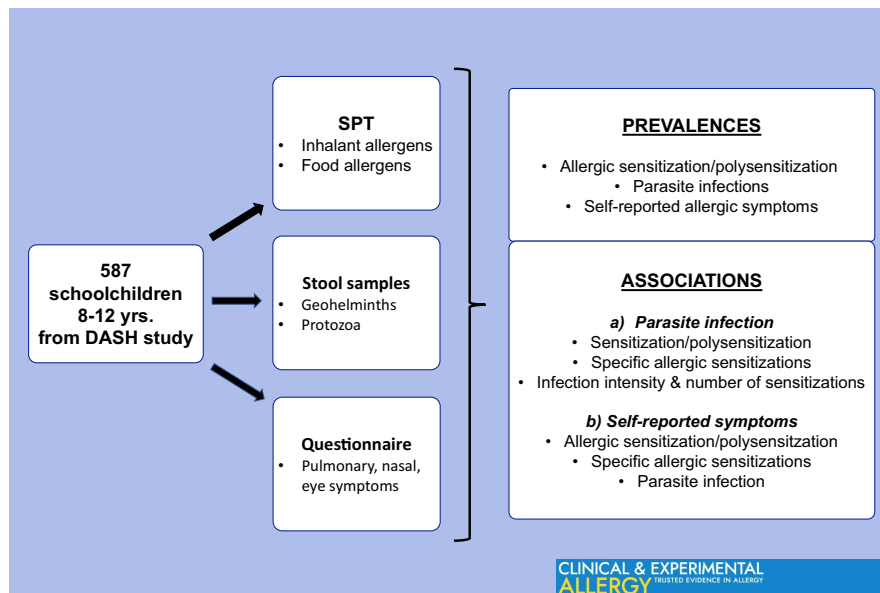 587
schoolchildren
8-12 yrs.
from DASH study
SPT
• Inhalant allergens
• Food allergens
Stool samples
• Geohelminths
• Protozoa
Questionnaire
• Pulmonary, nasal,
eye symptoms
PREVALENCES
• Allergic sensitization/polysensitization
• Parasite infections
• Self-reported allergic symptoms
ASSOCIATIONS
a) Parasite infection
• Sensitization/polysensitization
• Specific allergic sensitizations
• Infection intensity & number of sensitizations
b) Self-reported symptoms
• Allergic sensitization/polysensitzation
• Specific allergic sensitizations
• Parasite infection
CLINICAL & EXPERIMENTAL
ALLERGY TRUSTED EVIDENCE IN ALLERGY